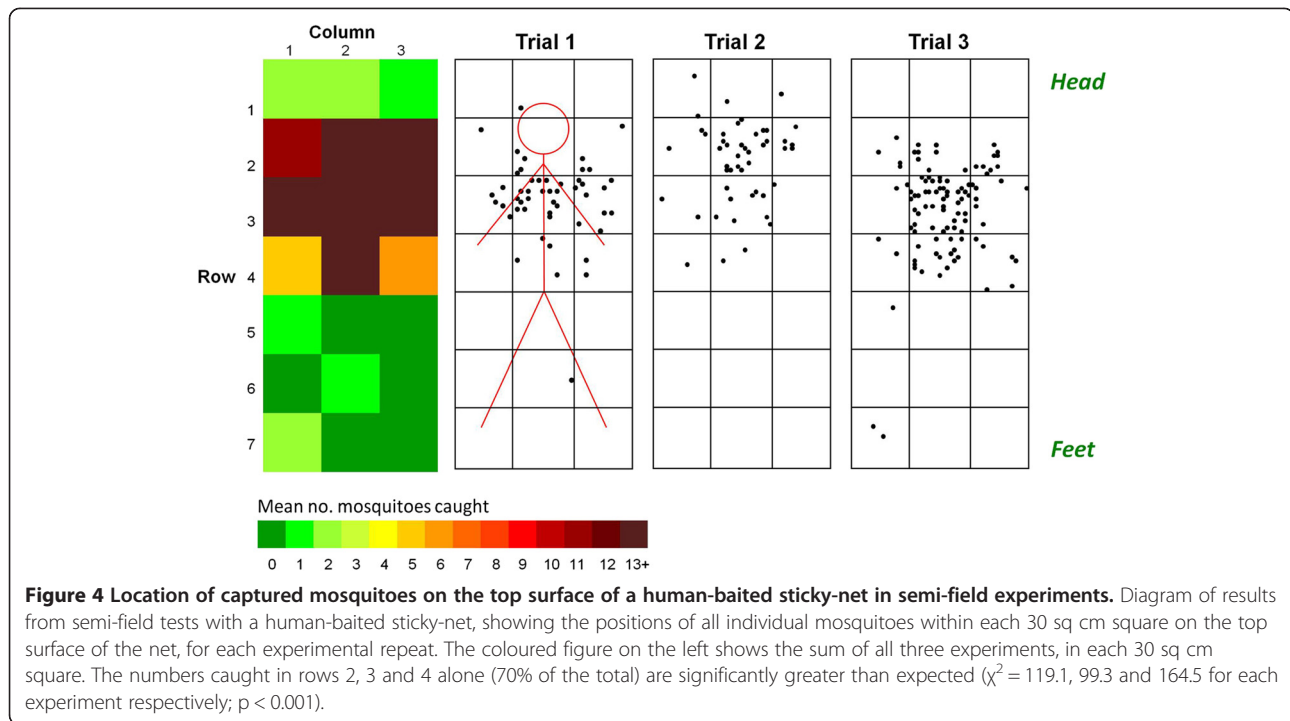 Column
1 2 3
Trial 1 Trial 2 Trial 3
Head
1
2
3
Row 4
5
6
7
Feet
Mean no. mosquitoes caught
0 1 2 3 4 5 6 7 8 9 10 11 12 13+
Figure 4 Location of captured mosquitoes on the top surface of a human-baited sticky-net in semi-field experiments. Diagram of results
from semi-field tests with a human-baited sticky-net, showing the positions of all individual mosquitoes within each 30 sq cm square on the top
surface of the net, for each experimental repeat. The coloured figure on the left shows the sum of all three experiments, in each 30 sq cm
square. The numbers caught in rows 2, 3 and 4 alone (70% of the total) are significantly greater than expected (χ² = 119.1, 99.3 and 164.5 for each
experiment respectively; p < 0.001).